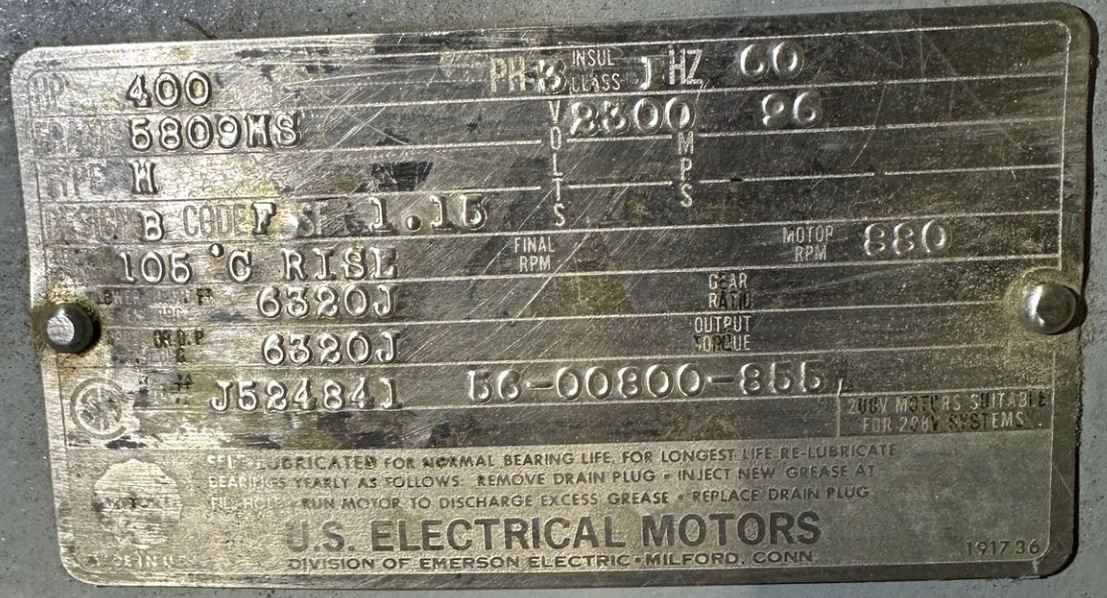 HP 400 PH 3 INSUL CLASS J HZ 60
FRAME 5809HS VOLTS 2300 AMPS 96
TYPE H
DESIGN B CODE F SF 1.15
105 °C RISE FINAL RPM MOTOR RPM 880
6320J GEAR RATIO
6320J OUTPUT TORQUE
J524841 56-00800-855
200V MOTORS SUITABLE
FOR 208V SYSTEMS
SELF LUBRICATED FOR NORMAL BEARING LIFE. FOR LONGEST LIFE RE-LUBRICATE
BEARINGS YEARLY AS FOLLOWS. REMOVE DRAIN PLUG • INJECT NEW GREASE AT
FILL HOLE • RUN MOTOR TO DISCHARGE EXCESS GREASE • REPLACE DRAIN PLUG
U.S. ELECTRICAL MOTORS
DIVISION OF EMERSON ELECTRIC • MILFORD, CONN
MADE IN U.S.
191736